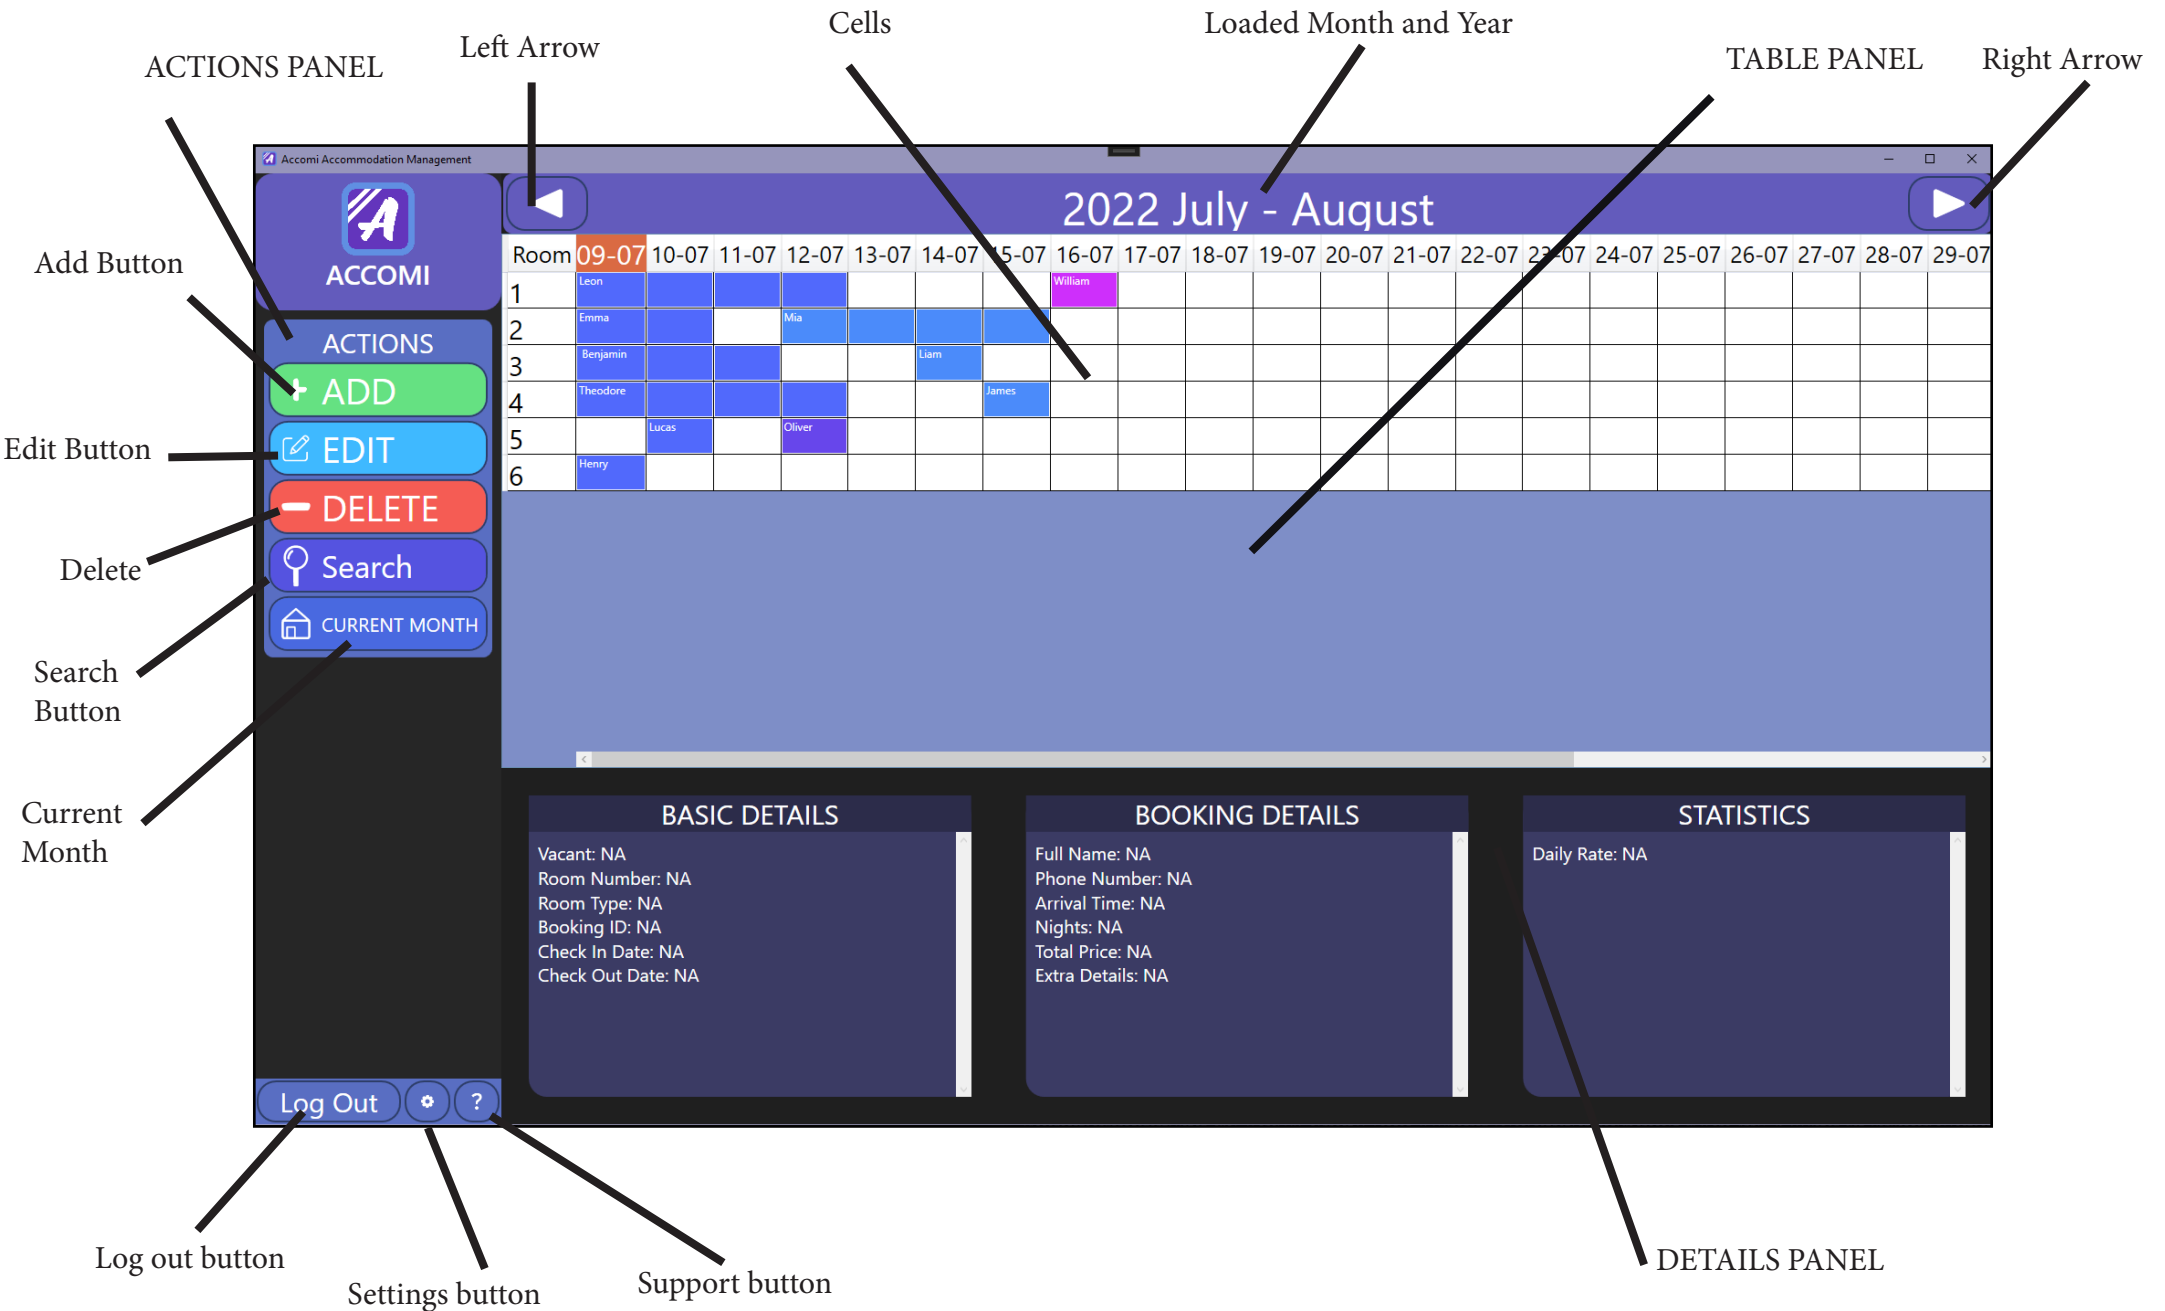 Cells
Loaded Month and Year
Left Arrow
TABLE PANEL
Right Arrow
ACTIONS PANEL
Accomi Accommodation Management
2022 July - August
ACCOMI
Room 09-07 10-07 11-07 12-07 13-07 14-07 15-07 16-07 17-07 18-07 19-07 20-07 21-07 22-07 23-07 24-07 25-07 26-07 27-07 28-07 29-07
1 Leon William
2 Emma Mia
3 Benjamin Liam
4 Theodore James
5 Lucas Oliver
6 Henry
Add Button
Edit Button
Delete
Search
Button
Current
Month
ACTIONS
ADD
EDIT
DELETE
Search
CURRENT MONTH
BASIC DETAILS
Vacant: NA
Room Number: NA
Room Type: NA
Booking ID: NA
Check In Date: NA
Check Out Date: NA
BOOKING DETAILS
Full Name: NA
Phone Number: NA
Arrival Time: NA
Nights: NA
Total Price: NA
Extra Details: NA
STATISTICS
Daily Rate: NA
Log Out ?
Log out button
Settings button
Support button
DETAILS PANEL